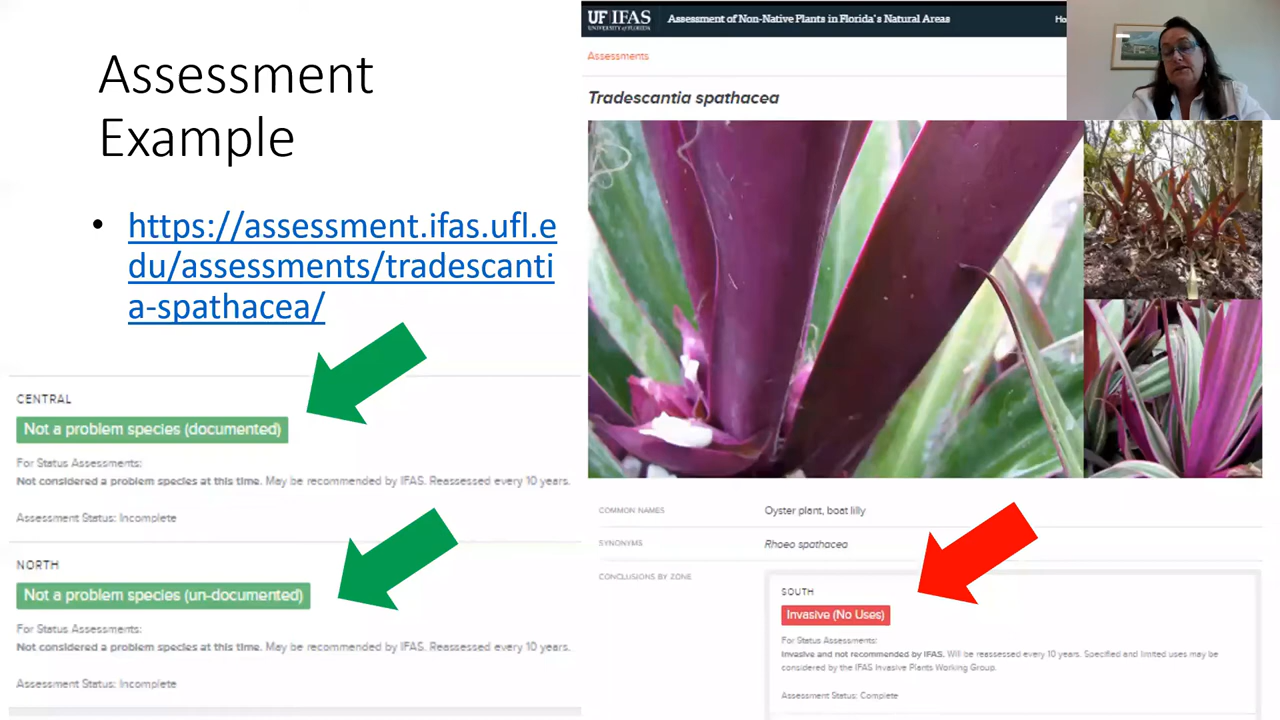 Assessment
Example
• https://assessment.ifas.ufl.e
du/assessments/tradescanti
a-spathacea/
CENTRAL
Not a problem species (documented)
For Status Assessments:
Not considered a problem species at this time. May be recommended by IFAS. Reassessed every 10 years.
Assessment Status: Incomplete
NORTH
Not a problem species (un-documented)
For Status Assessments:
Not considered a problem species at this time. May be recommended by IFAS. Reassessed every 10 years.
Assessment Status: Incomplete
UF|IFAS
UNIVERSITY of FLORIDA
Assessment of Non-Native Plants in Florida's Natural Areas
Ho
Assessments
Tradescantia spathacea
COMMON NAMES
Oyster plant, boat lilly
SYNONYMS
Rhoeo spathacea
CONCLUSIONS BY ZONE
SOUTH
Invasive (No Uses)
For Status Assessments:
Invasive and not recommended by IFAS. Will be reassessed every 10 years. Specified and limited uses may be
considered by the IFAS Invasive Plants Working Group.
Assessment Status: Complete